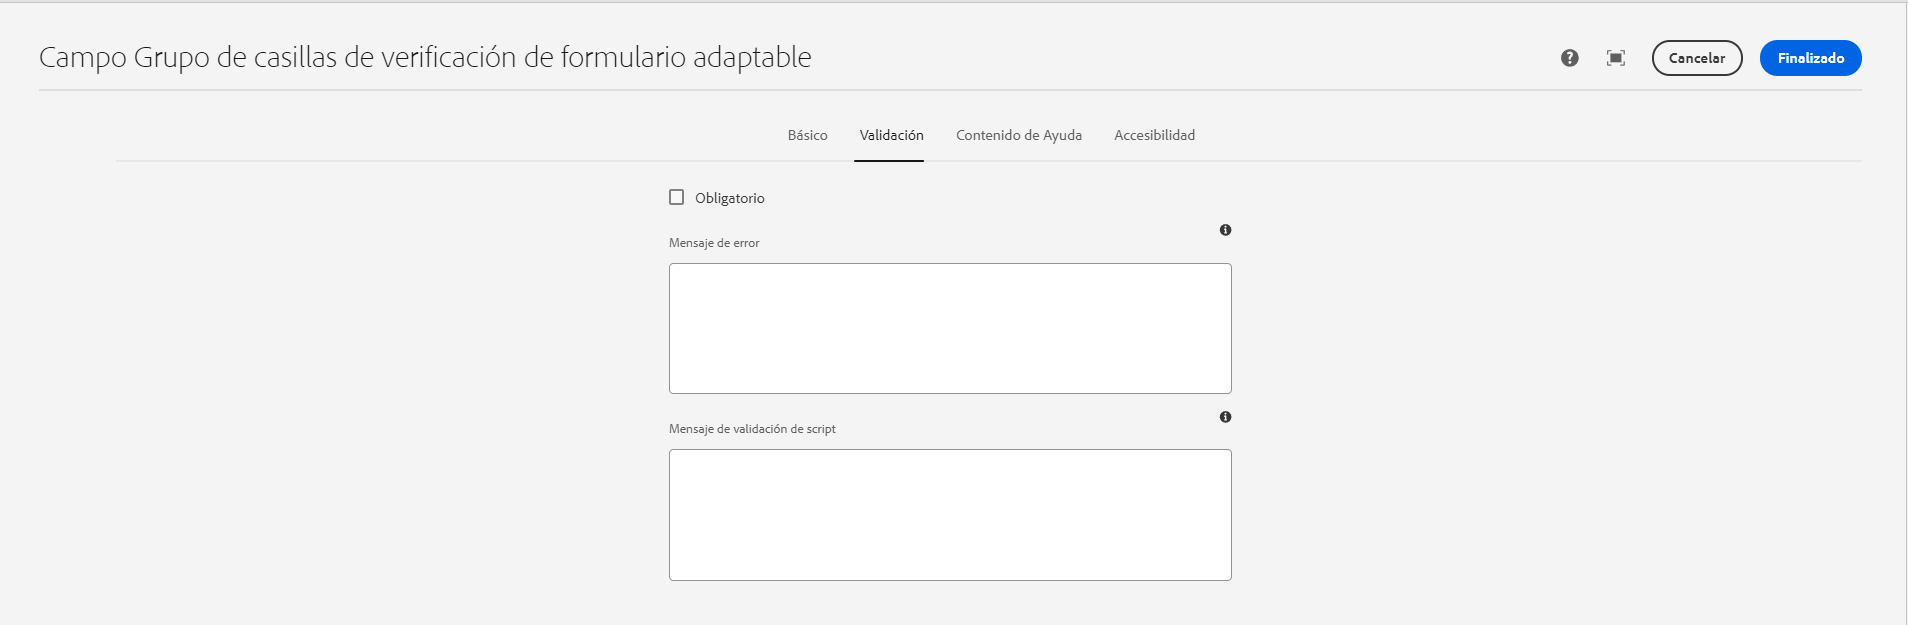 Campo Grupo de casillas de verificación de formulario adaptable
Cancelar
Finalizado
Básico
Validación
Contenido de Ayuda
Accesibilidad
Obligatorio
Mensaje de error
Mensaje de validación de script